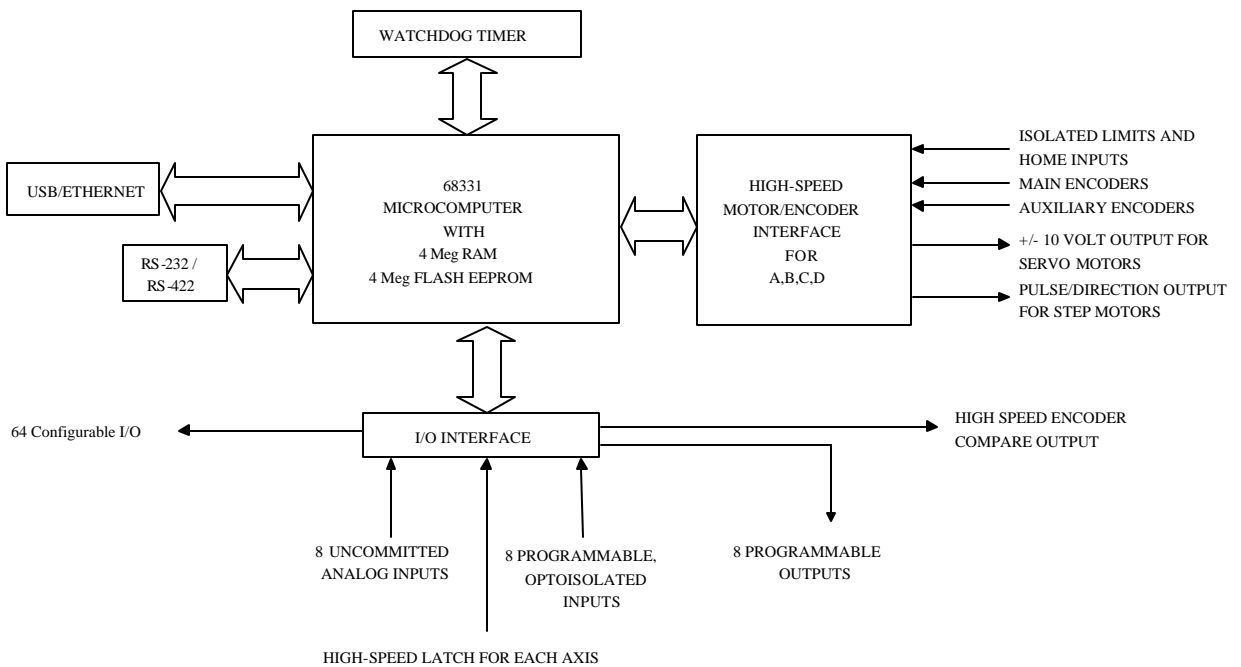 WATCHDOG TIMER
USB/ETHERNET
RS-232 /
RS-422
68331
MICROCOMPUTER
WITH
4 Meg RAM
4 Meg FLASH EEPROM
HIGH-SPEED
MOTOR/ENCODER
INTERFACE
FOR
A,B,C,D
ISOLATED LIMITS AND
HOME INPUTS
MAIN ENCODERS
AUXILIARY ENCODERS
+/- 10 VOLT OUTPUT FOR
SERVO MOTORS
PULSE/DIRECTION OUTPUT
FOR STEP MOTORS
64 Configurable I/O
I/O INTERFACE
HIGH SPEED ENCODER
COMPARE OUTPUT
8 UNCOMMITTED
ANALOG INPUTS
8 PROGRAMMABLE,
OPTOISOLATED
INPUTS
8 PROGRAMMABLE
OUTPUTS
HIGH-SPEED LATCH FOR EACH AXIS